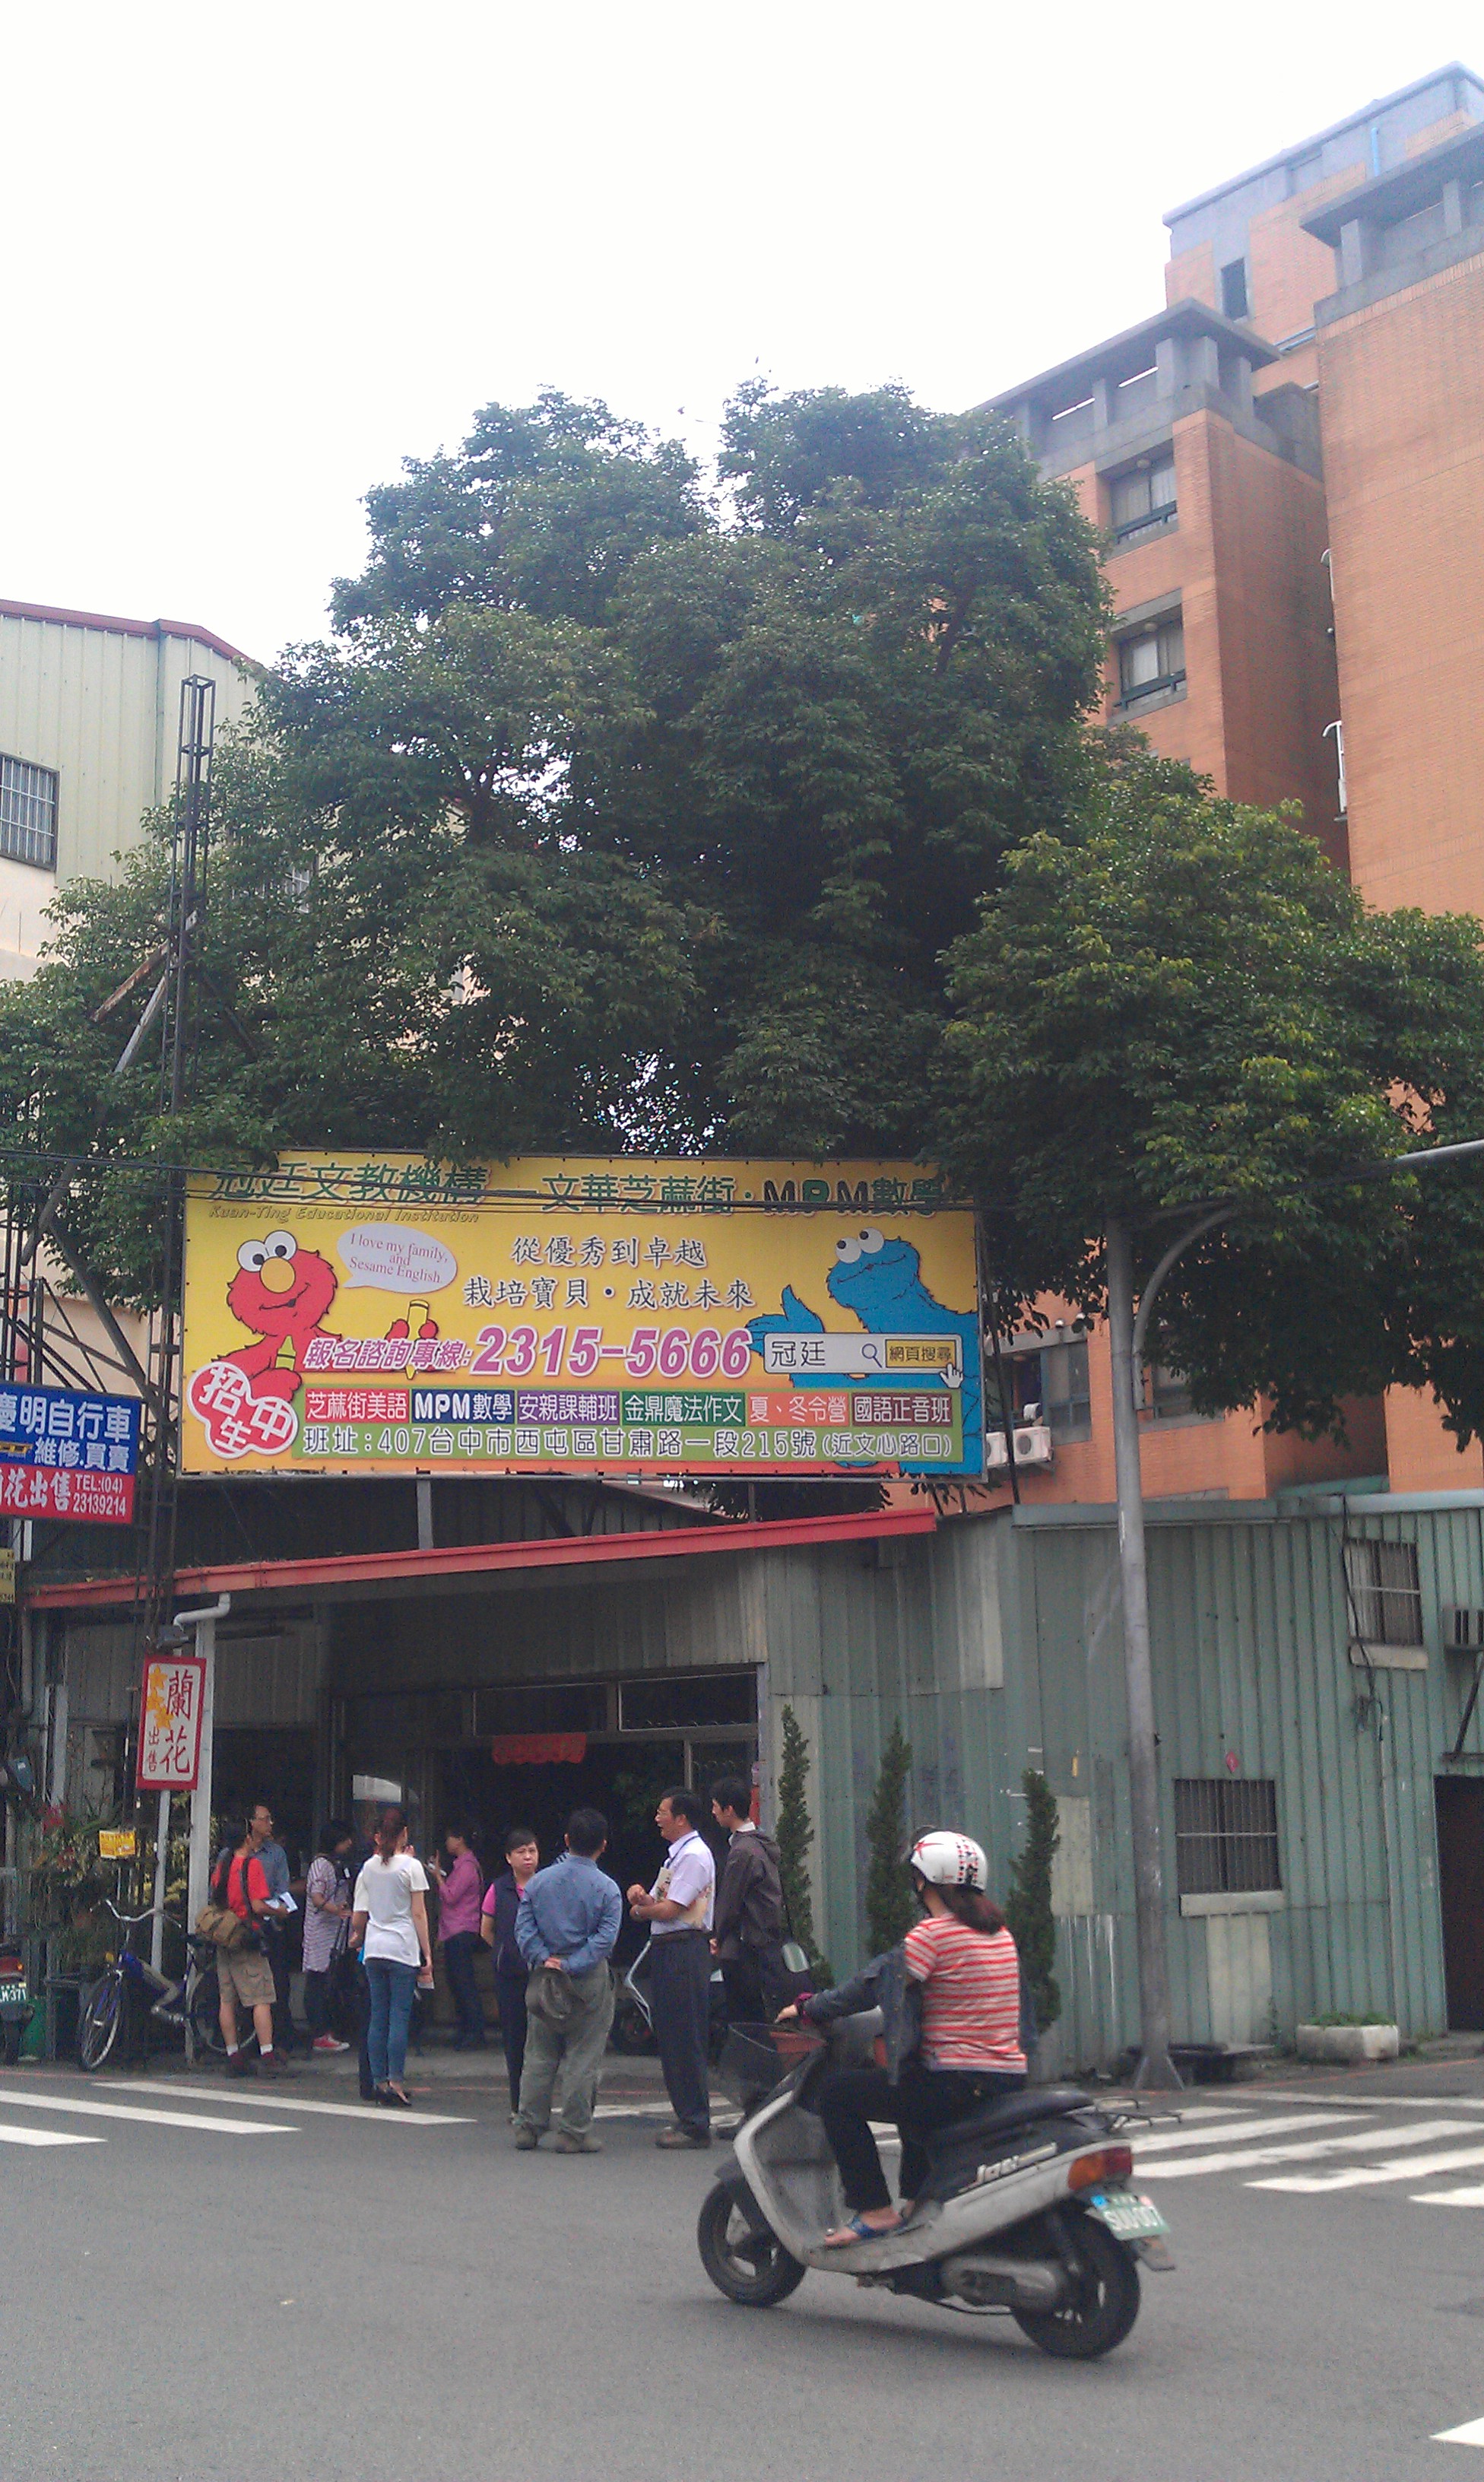 冠廷文教機構—文華芝麻街·MPM數學
Kuan-Ting Educational Institution
I love my family,
and
Sesame English
從優秀到卓越
栽培寶貝·成就未來
報名諮詢專線:2315-5666
冠廷
網頁搜尋
招生中
芝蔴街美語 MPM數學 安親課輔班 金鼎魔法作文 夏、冬令營 國語正音班
班址:407台中市西屯區甘肅路一段215號(近文心路口)
慶明自行車
維修.買賣
花出售
TEL:(04)
23139214
蘭花
出售
JOG
SUU-007